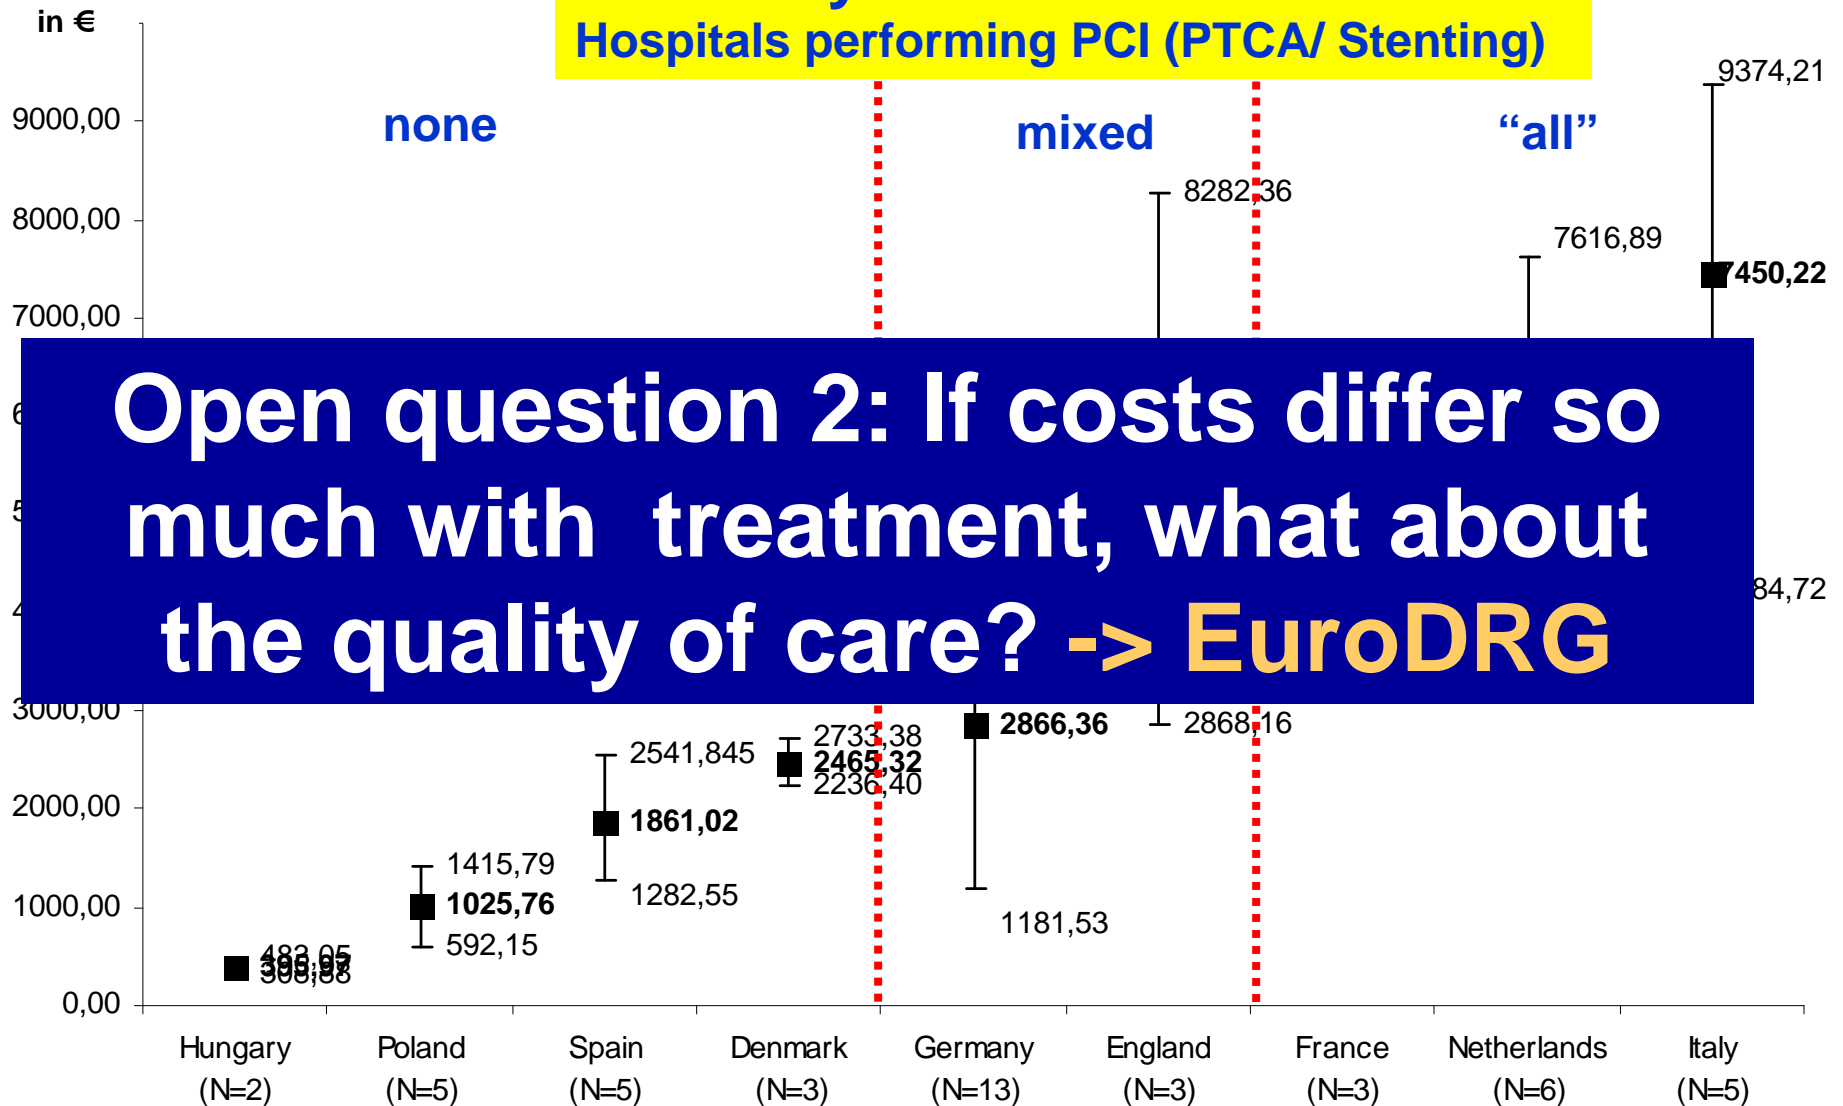 in €
Hospitals performing PCI (PTCA/ Stenting)
9374,21
9000,00
none
mixed
“all”
8282,36
8000,00
7616,89
7450,22
7000,00
Open question 2: If costs differ so
much with treatment, what about
the quality of care? -> EuroDRG
84,72
3000,00
2866,36
2868,16
2733,38
2541,845
2465,32
2236,40
2000,00
1861,02
1415,79
1282,55
1000,00
1025,76
1181,53
592,15
483,05
0,00
Hungary Poland Spain Denmark Germany England France Netherlands Italy
(N=2) (N=5) (N=5) (N=3) (N=13) (N=3) (N=3) (N=6) (N=5)